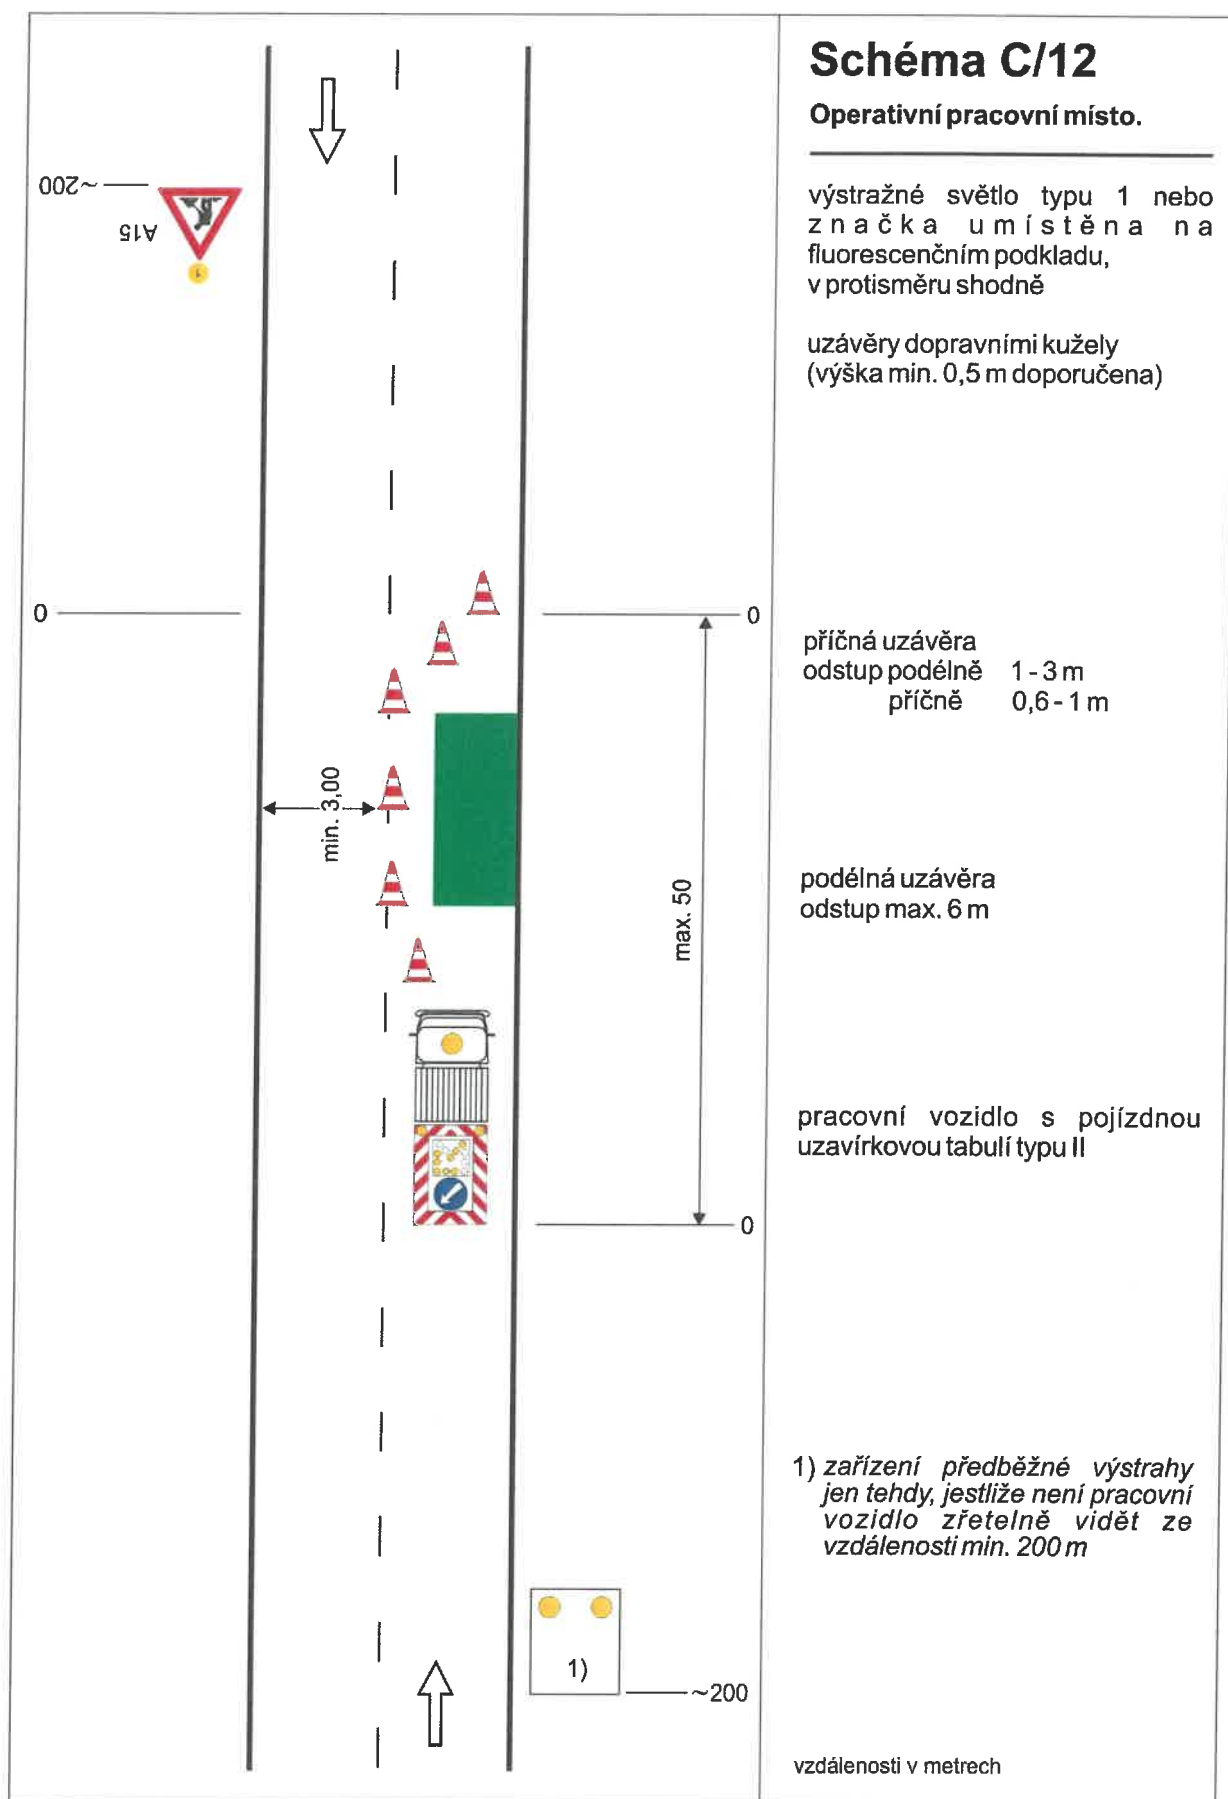 Schéma C/12
Operativní pracovní místo.
~200
A15
1
výstražné světlo typu 1 nebo
značka umístěna na
fluorescenčním podkladu,
v protisměru shodně
uzávěry dopravními kužely
(výška min. 0,5 m doporučena)
0
0
příčná uzávěra
odstup podélně 1 - 3 m
příčně 0,6 - 1 m
min. 3,00
max. 50
podélná uzávěra
odstup max. 6 m
pracovní vozidlo s pojízdnou
uzavírkovou tabulí typu II
0
1) zařízení předběžné výstrahy
jen tehdy, jestliže není pracovní
vozidlo zřetelně vidět ze
vzdálenosti min. 200 m
1)
~200
vzdálenosti v metrech